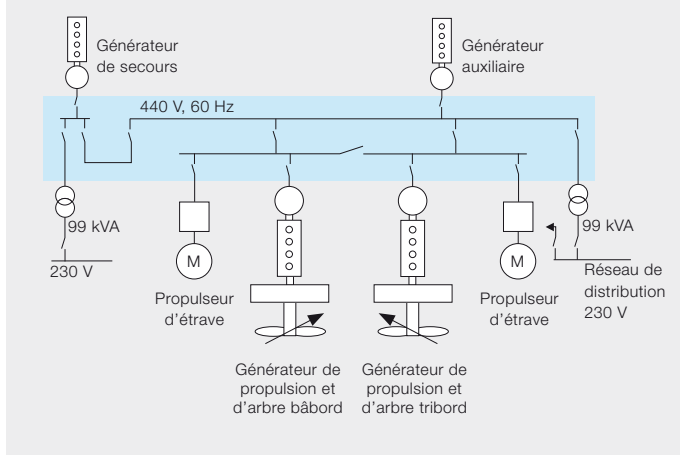 Générateur
de secours
Générateur
auxiliaire
440 V, 60 Hz
99 kVA
230 V
M
Propulseur
d'étrave
M
Propulseur
d'étrave
99 kVA
Réseau de
distribution
230 V
Générateur de
propulsion et
d'arbre bâbord
Générateur de
propulsion et
d'arbre tribord